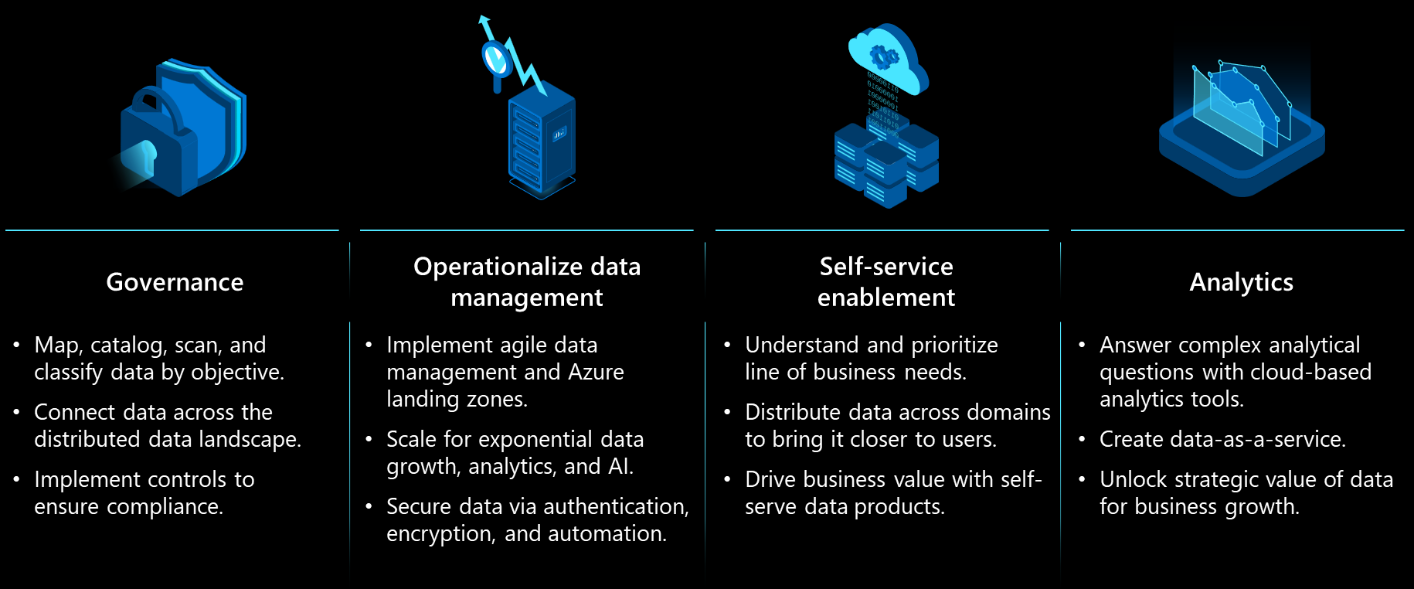 Governance
• Map, catalog, scan, and
classify data by objective.
• Connect data across the
distributed data landscape.
• Implement controls to
ensure compliance.
Operationalize data
management
• Implement agile data
management and Azure
landing zones.
• Scale for exponential data
growth, analytics, and AI.
• Secure data via authentication,
encryption, and automation.
Self-service
enablement
• Understand and prioritize
line of business needs.
• Distribute data across domains
to bring it closer to users.
• Drive business value with self-
serve data products.
Analytics
• Answer complex analytical
questions with cloud-based
analytics tools.
• Create data-as-a-service.
• Unlock strategic value of data
for business growth.